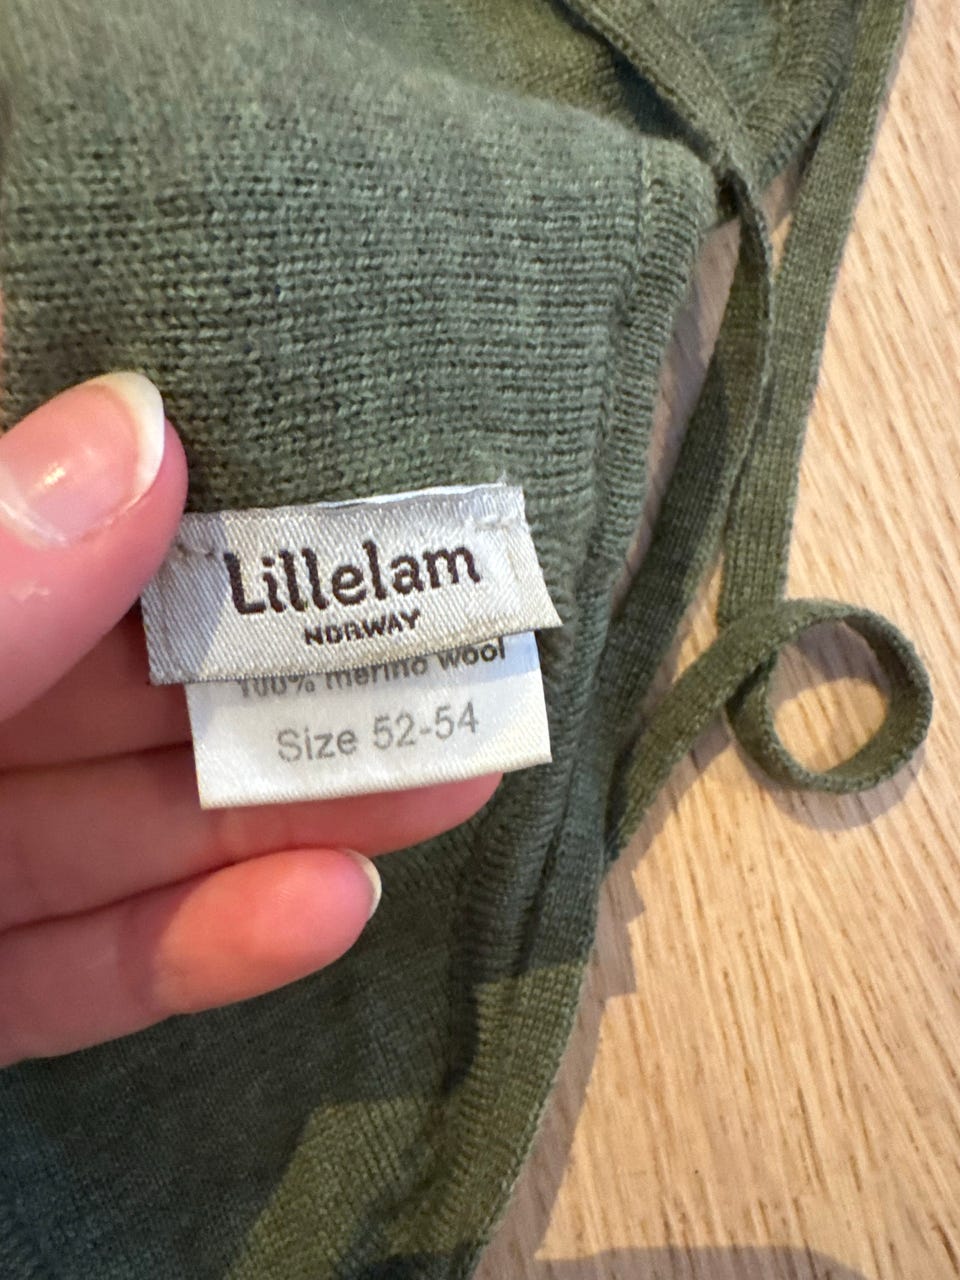 Lillelam
NORWAY
100% merino wool
Size 52-54